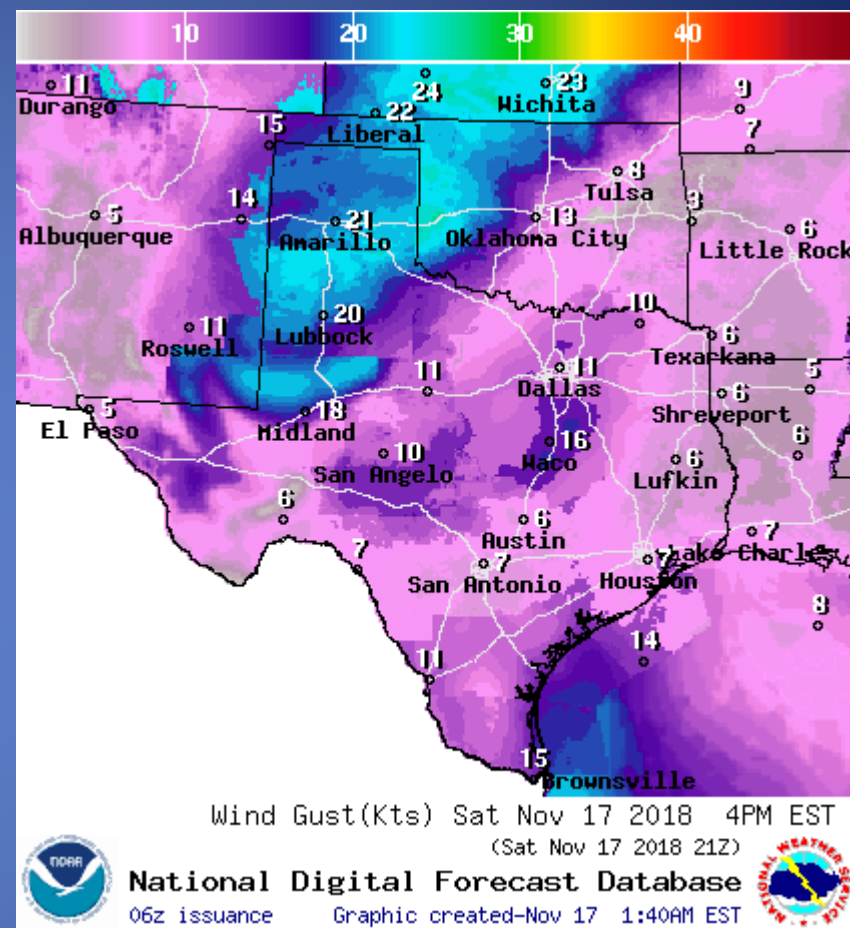 10 20 30 40
11 24 23 9
Durango 22 Wichita
15 Liberal 7
14 8
Tulsa
5 21 13 3 6
Albuquerque Amarillo Oklahoma City Little Rock
11 20 10
Roswell Lubbock 6
Texarkana
11 11 5
Dallas 6
5 18 Shreveport
El Paso Midland
10 16 6 6
San Angelo Waco Lufkin
6 6 7
Austin
7 7 7 Lake Charles
San Antonio Houston
8
11 14
15
Brownsville
Wind Gust(Kts) Sat Nov 17 2018 4PM EST
(Sat Nov 17 2018 21Z)
NOAA
National Digital Forecast Database
NATIONAL WEATHER SERVICE
06z issuance Graphic created-Nov 17 1:40AM EST